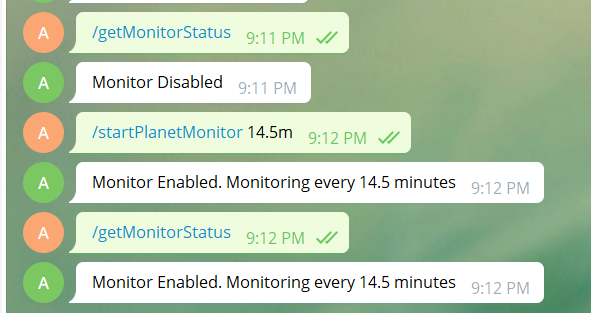 A
/getMonitorStatus 9:11 PM
A
Monitor Disabled 9:11 PM
A
/startPlanetMonitor 14.5m 9:12 PM
A
Monitor Enabled. Monitoring every 14.5 minutes 9:12 PM
A
/getMonitorStatus 9:12 PM
A
Monitor Enabled. Monitoring every 14.5 minutes 9:12 PM